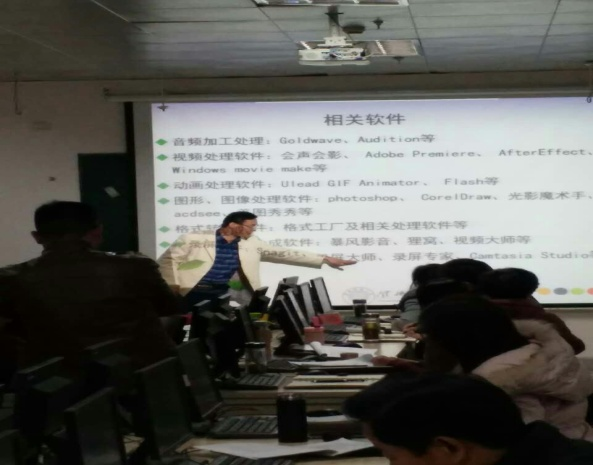 相关软件
音频加工处理：Goldwave、Audition等
视频处理软件：会声会影、 Adobe Premiere、 AfterEffect、
Windows movie make等
动画处理软件：Ulead GIF Animator、 Flash等
图形、图像处理软件：photoshop、 CorelDraw、光影魔术手、
acdsee、 图秀秀等
格式 件：格式工厂及相关处理软件等
成软件：暴风影音、狸窝、视频大师等
大师、录屏专家、Camtasia Studio